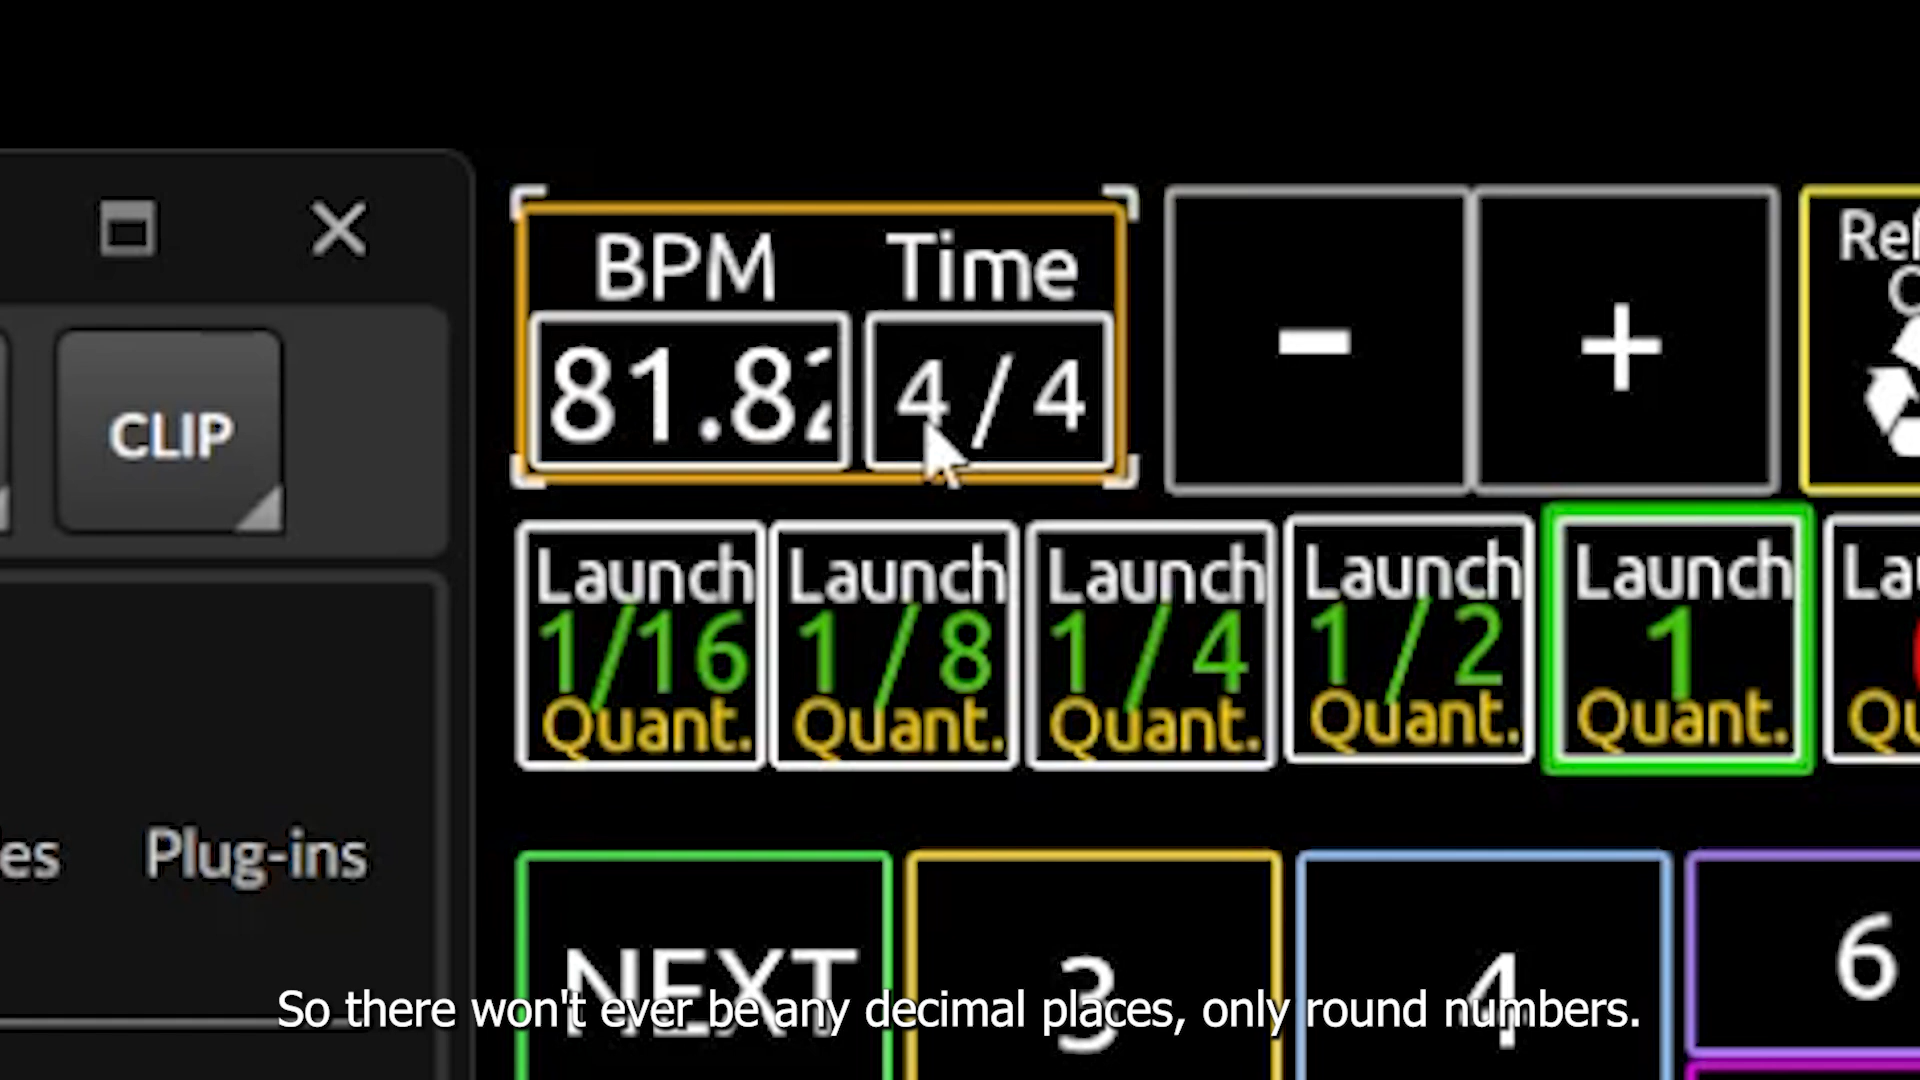 BPM Time
81.82 4/4
- +
CLIP
Launch Launch Launch Launch Launch
1/16 1/8 1/4 1/2 1
Quant. Quant. Quant. Quant. Quant.
Plug-ins
NEXT 3 4 6
So there won't ever be any decimal places, only round numbers.